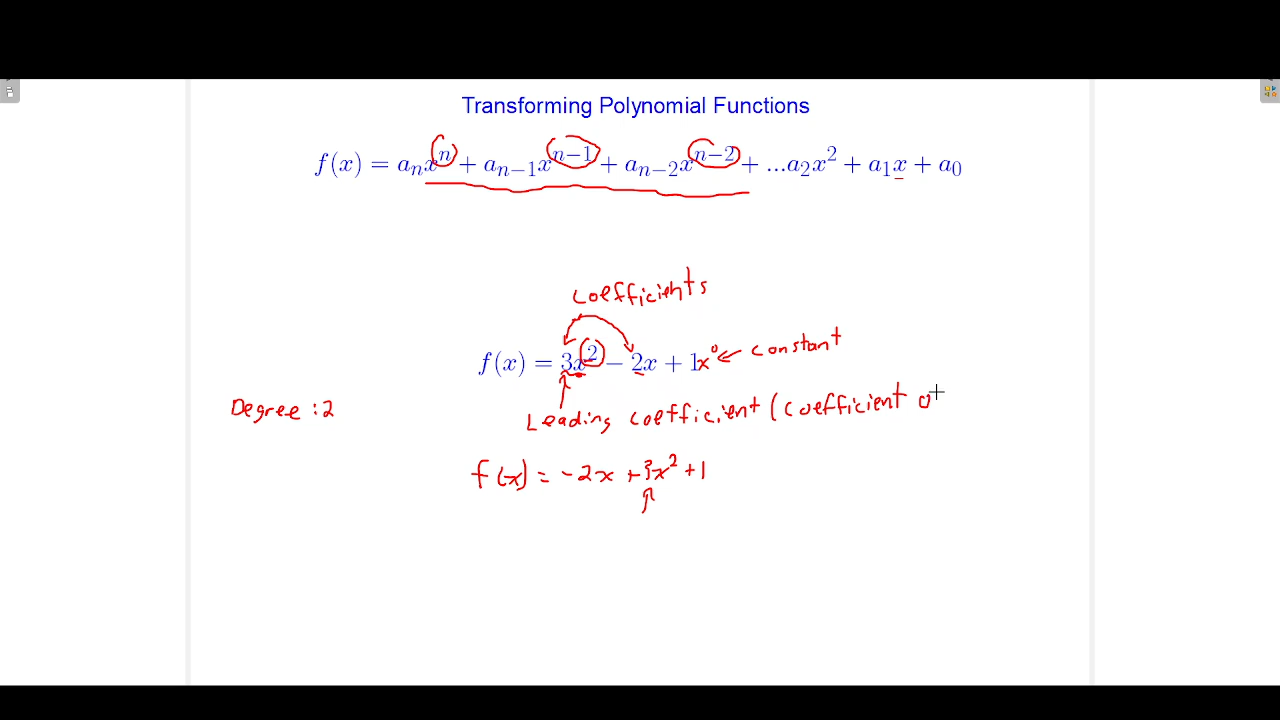 Transforming Polynomial Functions
f(x) = aₙxⁿ + aₙ₋₁xⁿ⁻¹ + aₙ₋₂xⁿ⁻² + ...a₂x² + a₁x + a₀
coefficients
f(x) = 3x² − 2x + 1x⁰ ← constant
Degree : 2
Leading coefficient (coefficient o
f(x) = -2x +3x² +1